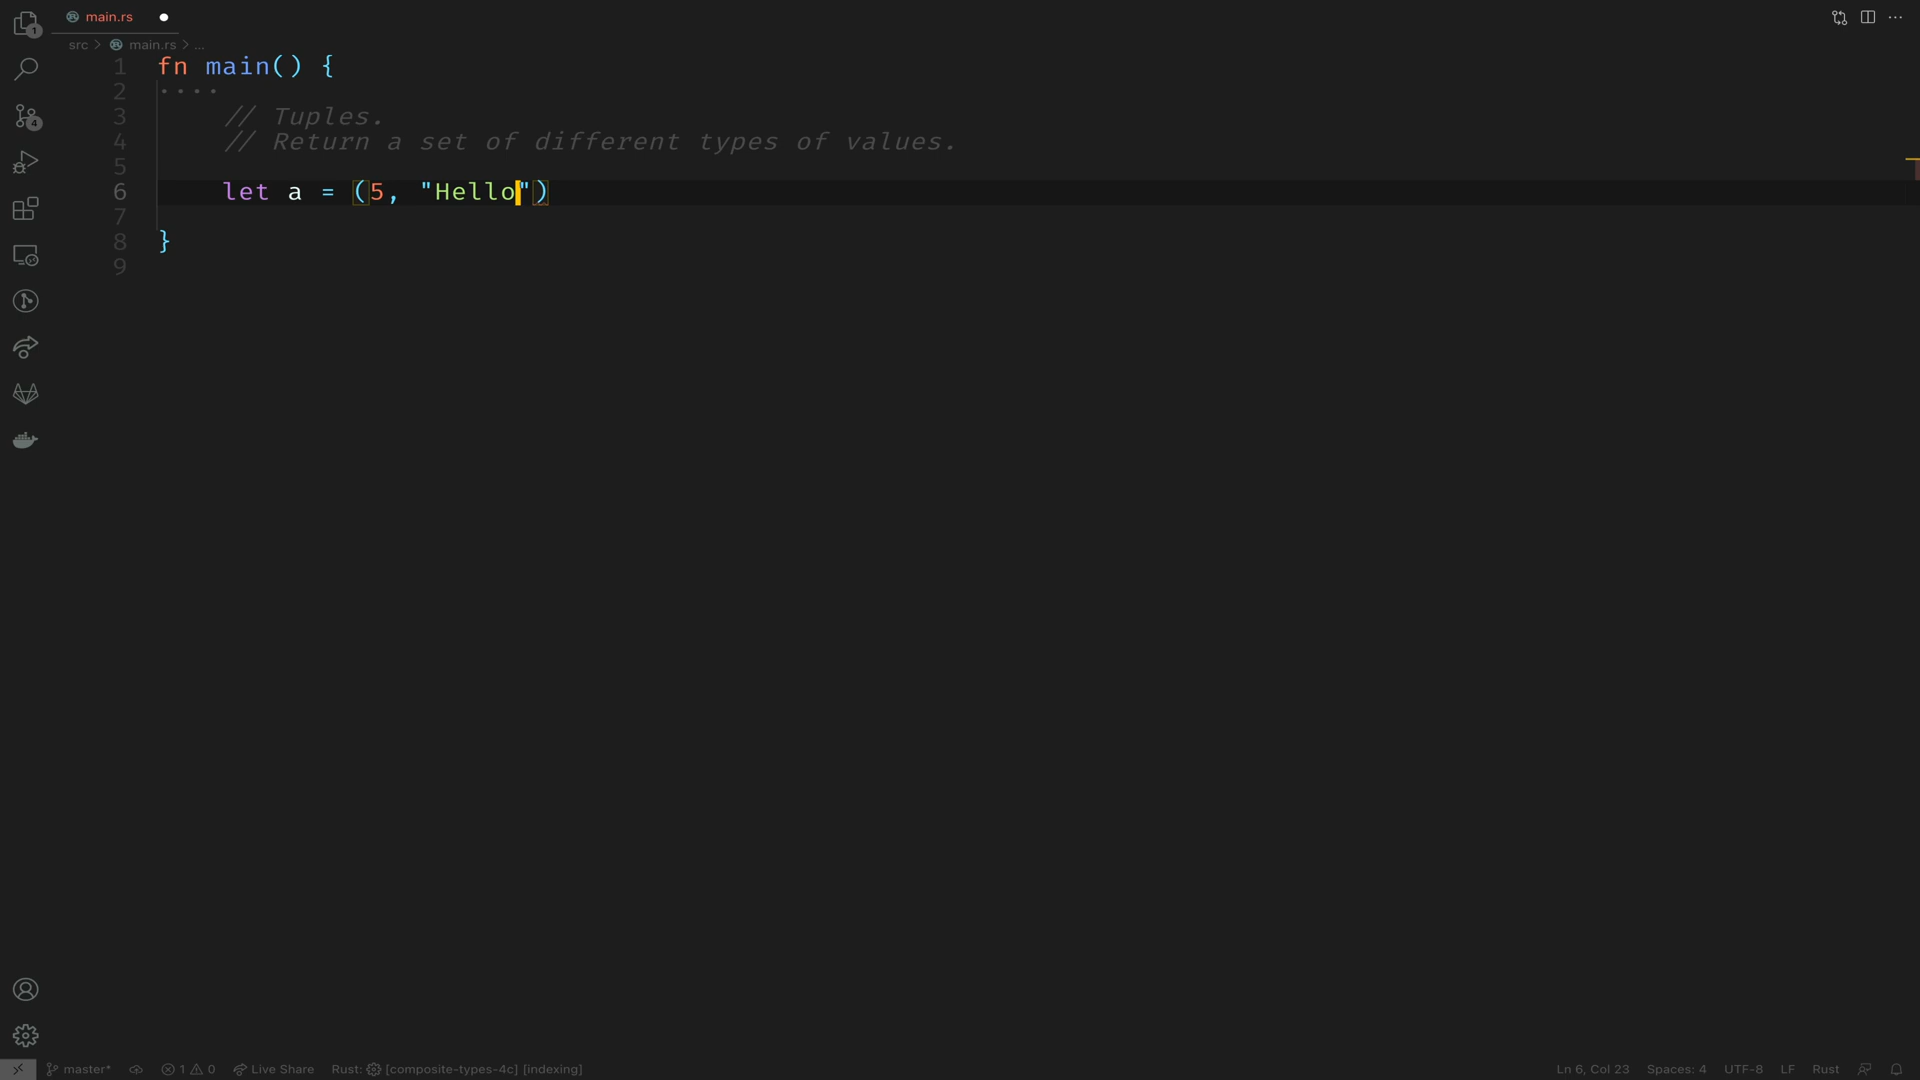 main.rs
src > main.rs > ...
1 fn main() {
2 ····
3 // Tuples.
4 // Return a set of different types of values.
5
6 let a = (5, "Hello")
7
8 }
9
1
4
master* 1 0 Live Share Rust: [composite-types-4c] [indexing] Ln 6, Col 23 Spaces: 4 UTF-8 LF Rust